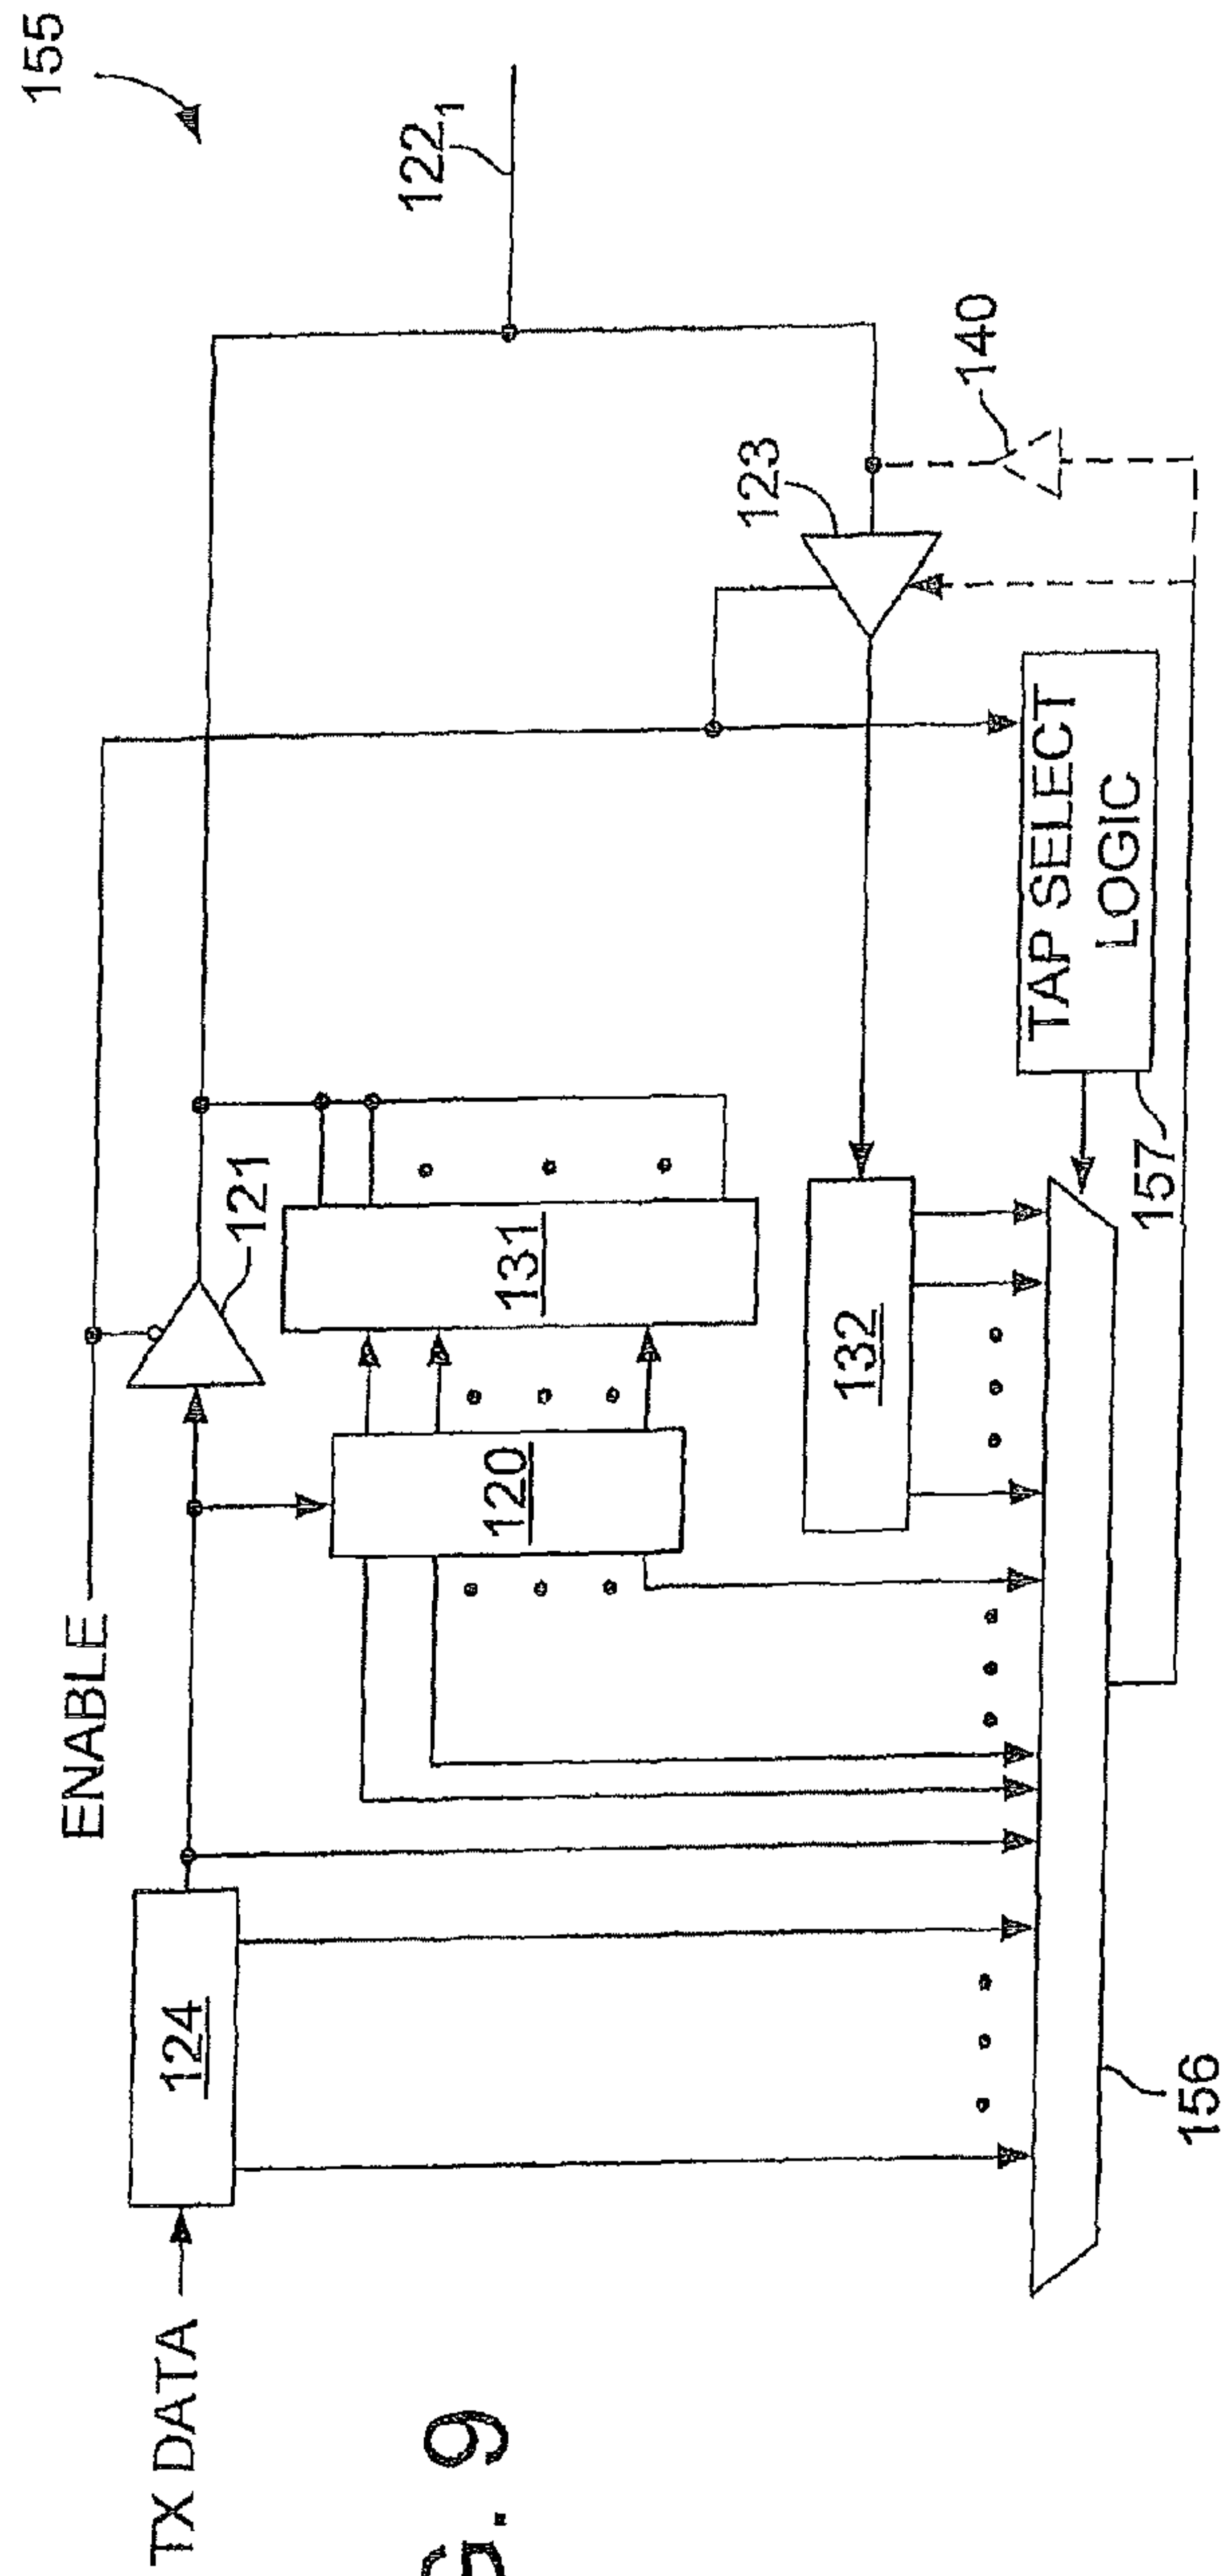 155
ENABLE
122₁
TX DATA
124
121
120
131
123
140
132
TAP SELECT
LOGIC
157
156
G. 9